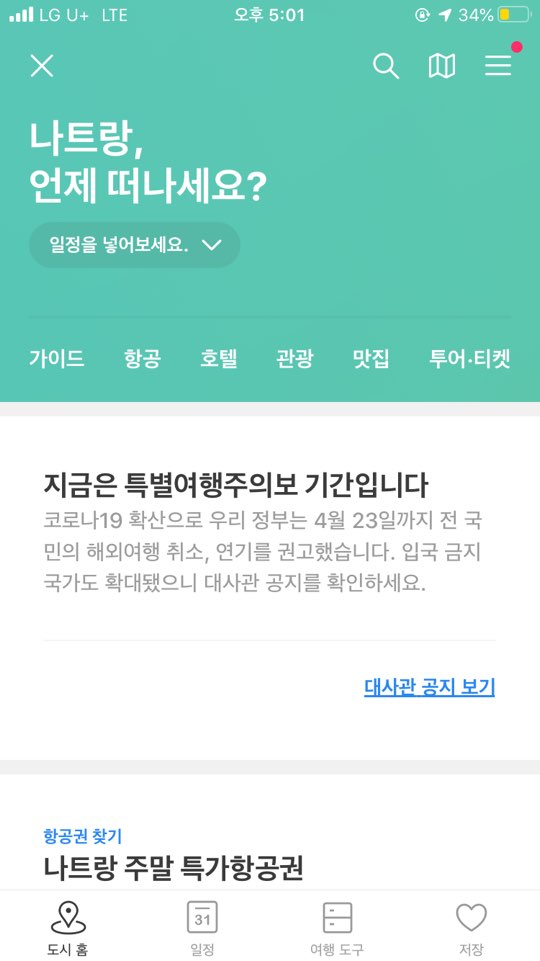 LG U+ LTE 오후 5:01 34%
나트랑,
언제 떠나세요?
일정을 넣어보세요.
가이드 항공 호텔 관광 맛집 투어·티켓
지금은 특별여행주의보 기간입니다
코로나19 확산으로 우리 정부는 4월 23일까지 전 국
민의 해외여행 취소, 연기를 권고했습니다. 입국 금지
국가도 확대됐으니 대사관 공지를 확인하세요.
대사관 공지 보기
항공권 찾기
나트랑 주말 특가항공권
31
도시 홈 일정 여행 도구 저장